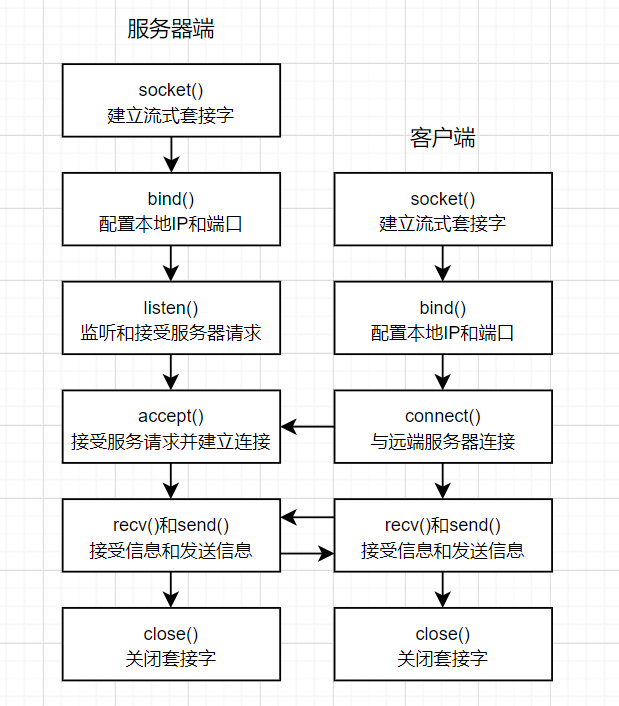 服务器端
socket()
建立流式套接字
bind()
配置本地IP和端口
listen()
监听和接受服务器请求
accept()
接受服务请求并建立连接
recv()和send()
接受信息和发送信息
close()
关闭套接字
客户端
socket()
建立流式套接字
bind()
配置本地IP和端口
connect()
与远端服务器连接
recv()和send()
接受信息和发送信息
close()
关闭套接字